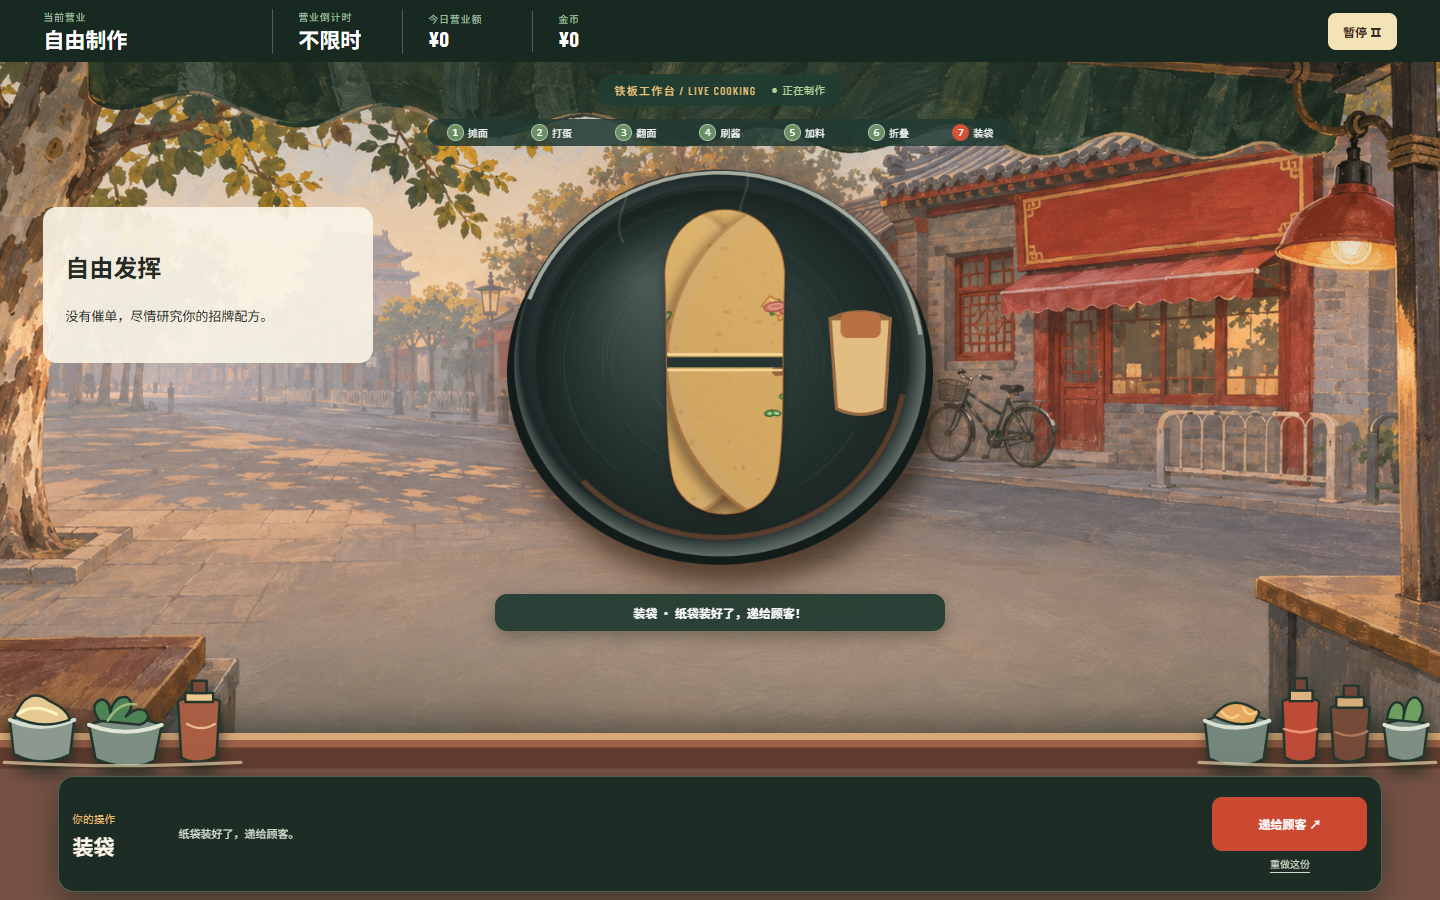 当前营业
自由制作
营业倒计时
不限时
今日营业额
¥0
金币
¥0
暂停 II
铁板工作台 / LIVE COOKING
正在制作
1 摊面
2 打蛋
3 翻面
4 刷酱
5 加料
6 折叠
7 装袋
自由发挥
没有催单，尽情研究你的招牌配方。
装袋 · 纸袋装好了，递给顾客！
你的操作
装袋
纸袋装好了，递给顾客。
递给顾客 ↗
重做这份